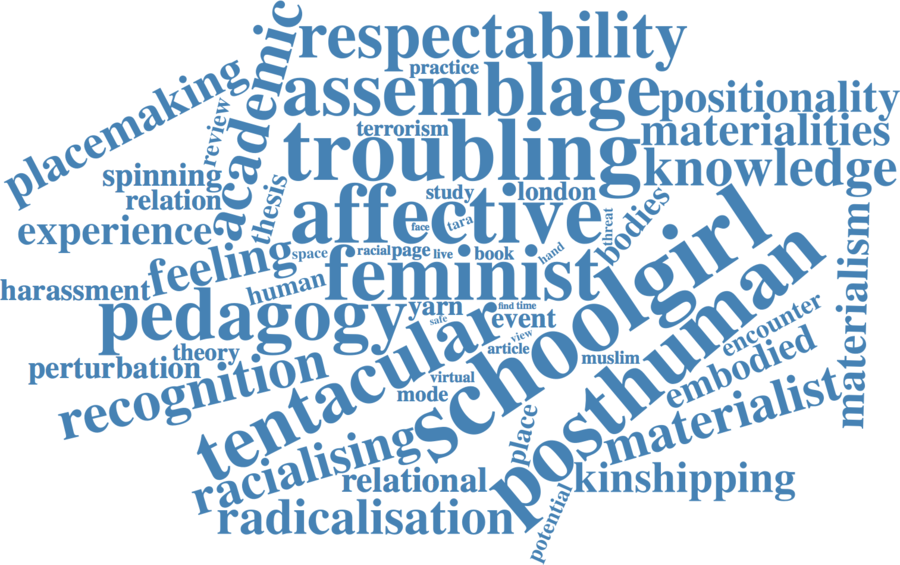 respectability
practice
academic
assemblage
placemaking
positionality
review
terrorism
troubling
materialities
knowledge
spinning
relation
thesis
study
london
affective
face
tara
threat
bodies
experience
feeling
space
racial
page
live
book
hand
feminist
schoolgirl
materialism
harassment
human
pedagogy
yarn
safe
find time
event
view
article
posthuman
encounter
perturbation
theory
recognition
tentacular
virtual
mode
muslim
embodied
materialist
place
racialising
relational
kinshipping
radicalisation
potential